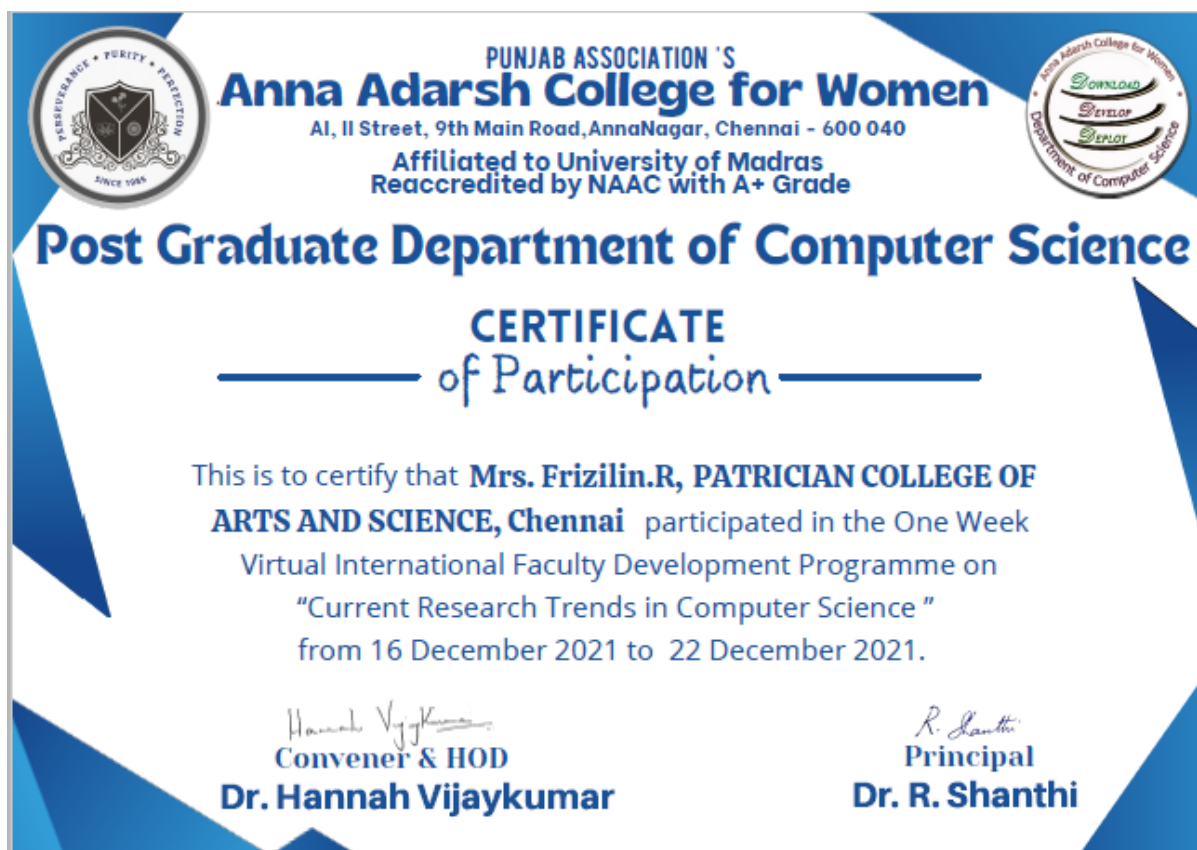 PERSEVERANCE • PURITY • PERFECTION
SINCE 1986
PUNJAB ASSOCIATION 'S
Anna Adarsh College for Women
AI, II Street, 9th Main Road,AnnaNagar, Chennai - 600 040
Affiliated to University of Madras
Reaccredited by NAAC with A+ Grade
Anna Adarsh College for Women
DOWNLOAD
DEVELOP
DEPLOY
Department of Computer Science
Post Graduate Department of Computer Science
CERTIFICATE
of Participation
This is to certify that Mrs. Frizilin.R, PATRICIAN COLLEGE OF
ARTS AND SCIENCE, Chennai participated in the One Week
Virtual International Faculty Development Programme on
“Current Research Trends in Computer Science ”
from 16 December 2021 to 22 December 2021.
Hannah Vijaykumar
R. Shanthi
Convener & HOD
Principal
Dr. Hannah Vijaykumar
Dr. R. Shanthi